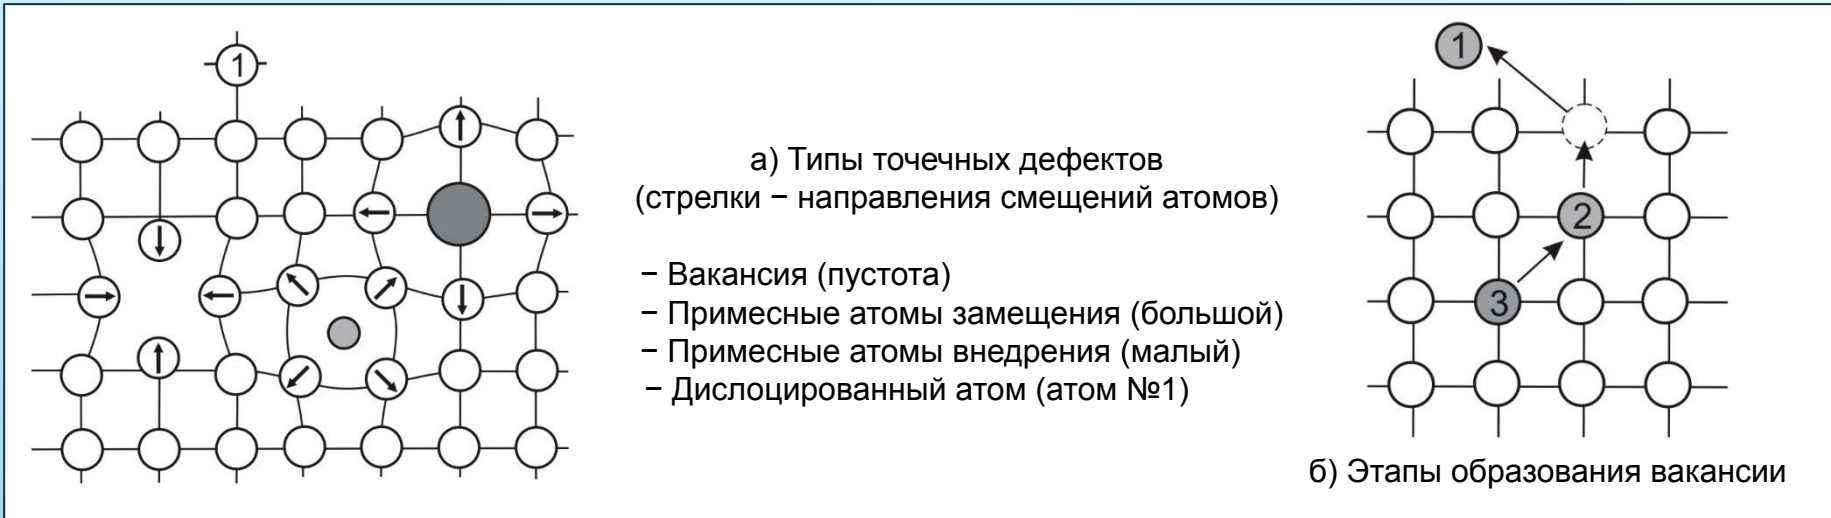 1
а) Типы точечных дефектов
(стрелки − направления смещений атомов)
− Вакансия (пустота)
− Примесные атомы замещения (большой)
− Примесные атомы внедрения (малый)
− Дислоцированный атом (атом №1)
1
2
3
б) Этапы образования вакансии